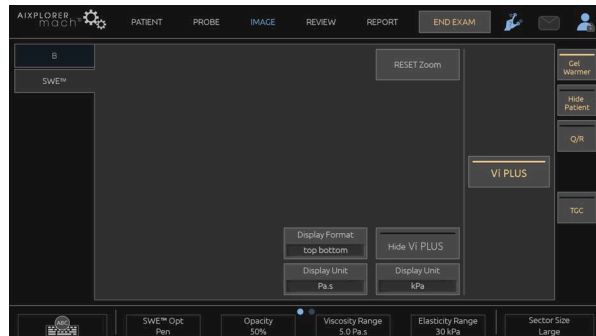 AIXPLORER
mach
PATIENT
PROBE
IMAGE
REVIEW
REPORT
END EXAM
B
SWE™
RESET Zoom
Gel
Warmer
Hide
Patient
Q/R
Vi PLUS
TGC
Display Format
top bottom
Hide Vi PLUS
Display Unit
Pa.s
Display Unit
kPa
ABC
SWE™ Opt
Pen
Opacity
50%
Viscosity Range
5.0 Pa.s
Elasticity Range
30 kPa
Sector Size
Large